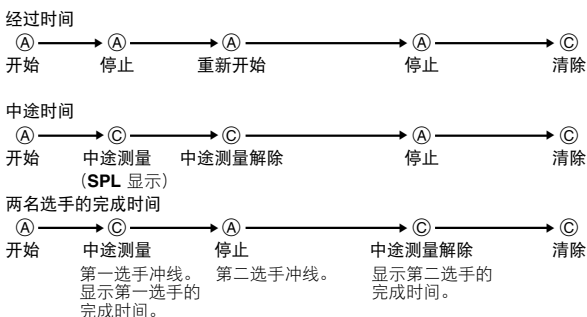 经过时间
Ⓐ Ⓐ Ⓐ Ⓐ Ⓒ
开始 停止 重新开始 停止 清除
中途时间
Ⓐ Ⓒ Ⓒ Ⓐ Ⓒ
开始 中途测量 中途测量解除 停止 清除
（SPL 显示）
两名选手的完成时间
Ⓐ Ⓒ Ⓐ Ⓒ Ⓒ
开始 中途测量 停止 中途测量解除 清除
第一选手冲线。 第二选手冲线。 显示第二选手的
显示第一选手的 完成时间。
完成时间。